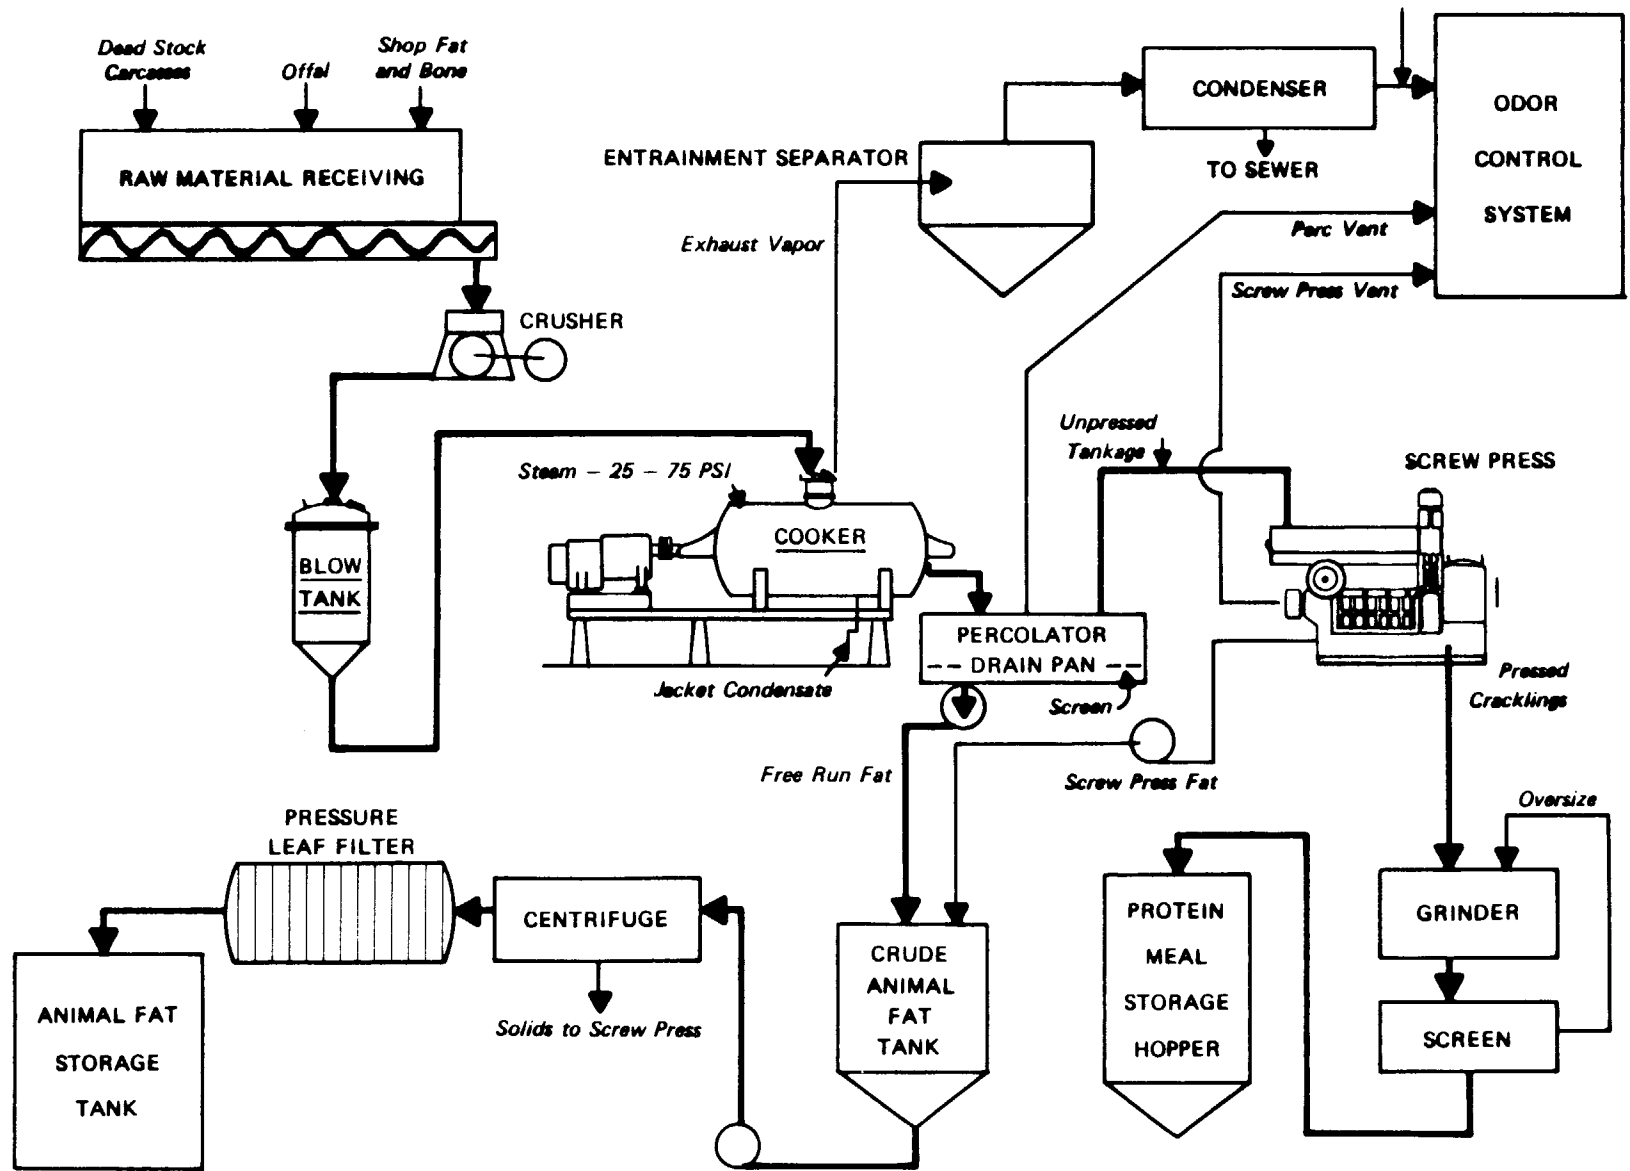 Dead Stock
Carcasses
Offal
Shop Fat
and Bone
RAW MATERIAL RECEIVING
CRUSHER
ENTRAINMENT SEPARATOR
CONDENSER
TO SEWER
ODOR
CONTROL
SYSTEM
Exhaust Vapor
Perc Vent
Screw Press Vent
Steam – 25 – 75 PSI
COOKER
Unpressed
Tankage
SCREW PRESS
BLOW
TANK
PERCOLATOR
-- DRAIN PAN --
Jacket Condensate
Screen
Pressed
Cracklings
Free Run Fat
Screw Press Fat
Oversize
PRESSURE
LEAF FILTER
CENTRIFUGE
Solids to Screw Press
CRUDE
ANIMAL
FAT
TANK
PROTEIN
MEAL
STORAGE
HOPPER
GRINDER
SCREEN
ANIMAL FAT
STORAGE
TANK